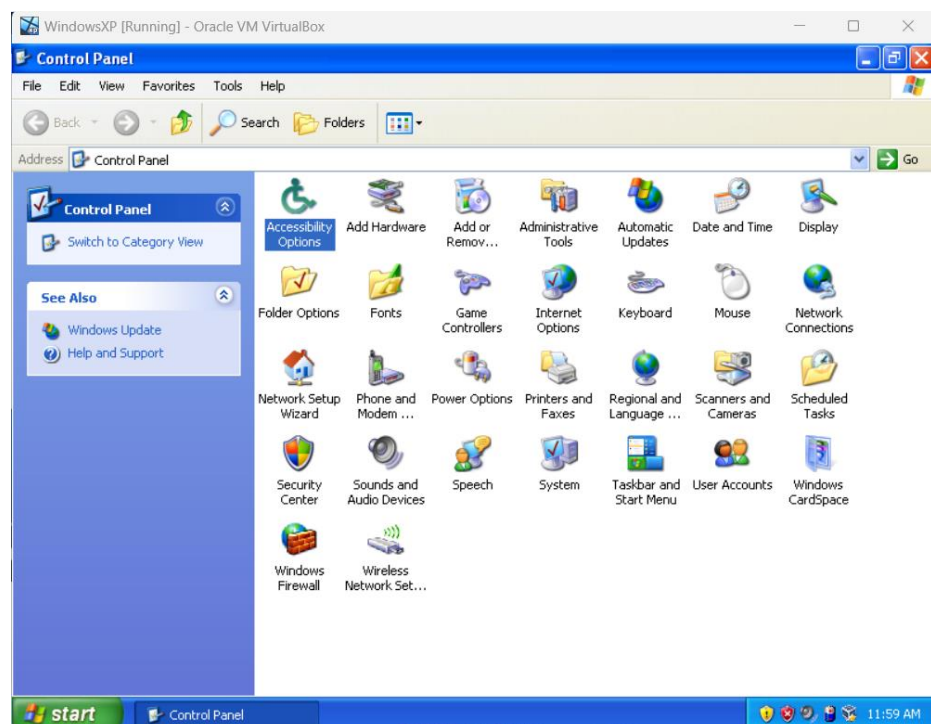 WindowsXP [Running] - Oracle VM VirtualBox
Control Panel
File Edit View Favorites Tools Help
Back Search Folders
Address Control Panel Go
Control Panel
Switch to Category View
See Also
Windows Update
Help and Support
Accessibility
Options
Add Hardware
Add or
Remov...
Administrative
Tools
Automatic
Updates
Date and Time
Display
Folder Options
Fonts
Game
Controllers
Internet
Options
Keyboard
Mouse
Network
Connections
Network Setup
Wizard
Phone and
Modem ...
Power Options
Printers and
Faxes
Regional and
Language ...
Scanners and
Cameras
Scheduled
Tasks
Security
Center
Sounds and
Audio Devices
Speech
System
Taskbar and
Start Menu
User Accounts
Windows
CardSpace
Windows
Firewall
Wireless
Network Set...
start Control Panel 11:59 AM